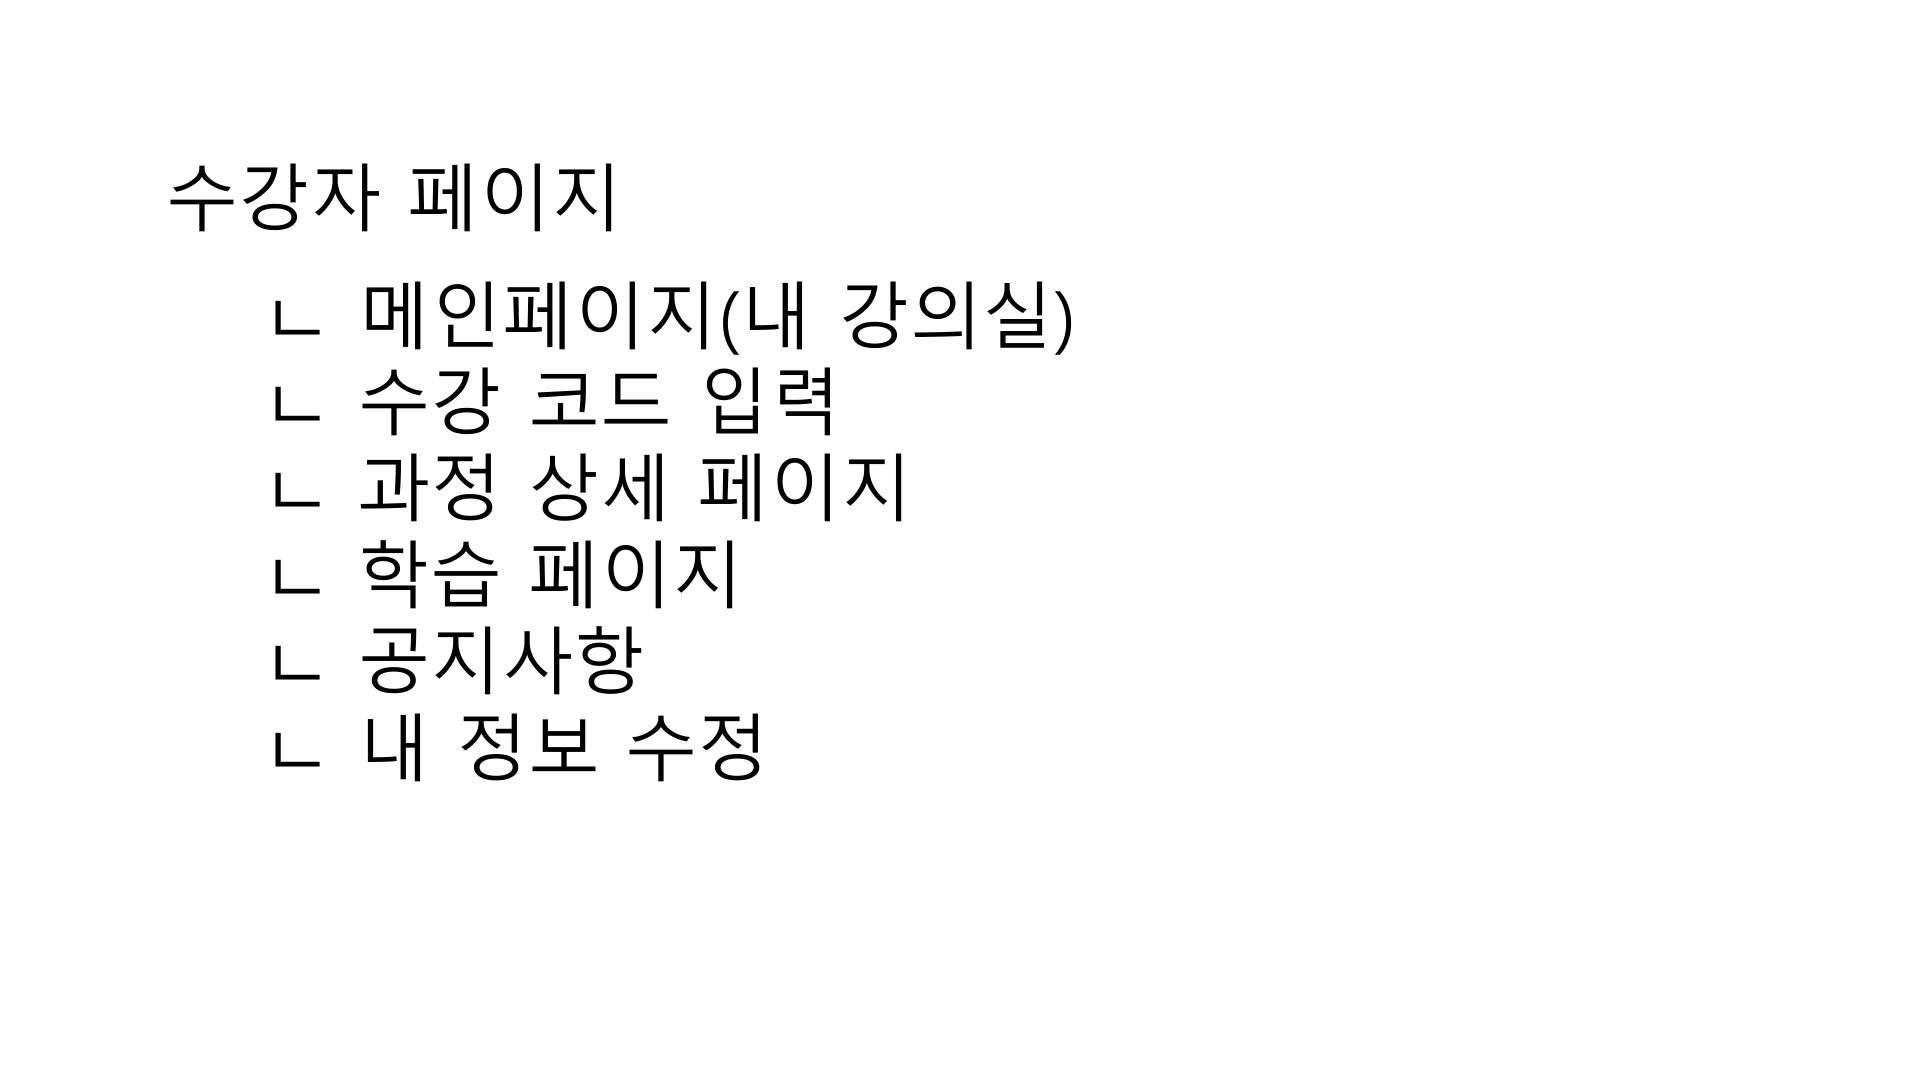 수강자 페이지
ㄴ 메인페이지(내 강의실)
ㄴ 수강 코드 입력
ㄴ 과정 상세 페이지
ㄴ 학습 페이지
ㄴ 공지사항
ㄴ 내 정보 수정